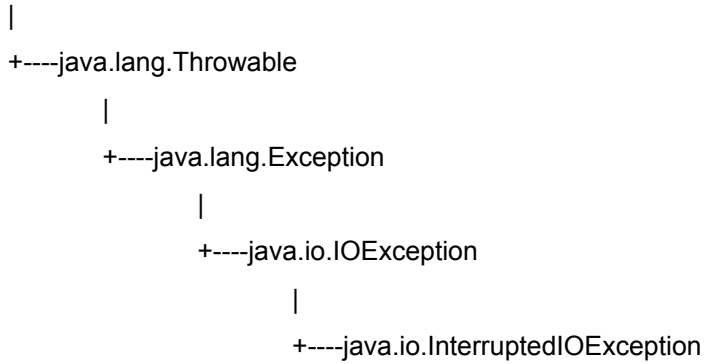 |
+----java.lang.Throwable
|
+----java.lang.Exception
|
+----java.io.IOException
|
+----java.io.InterruptedIOException